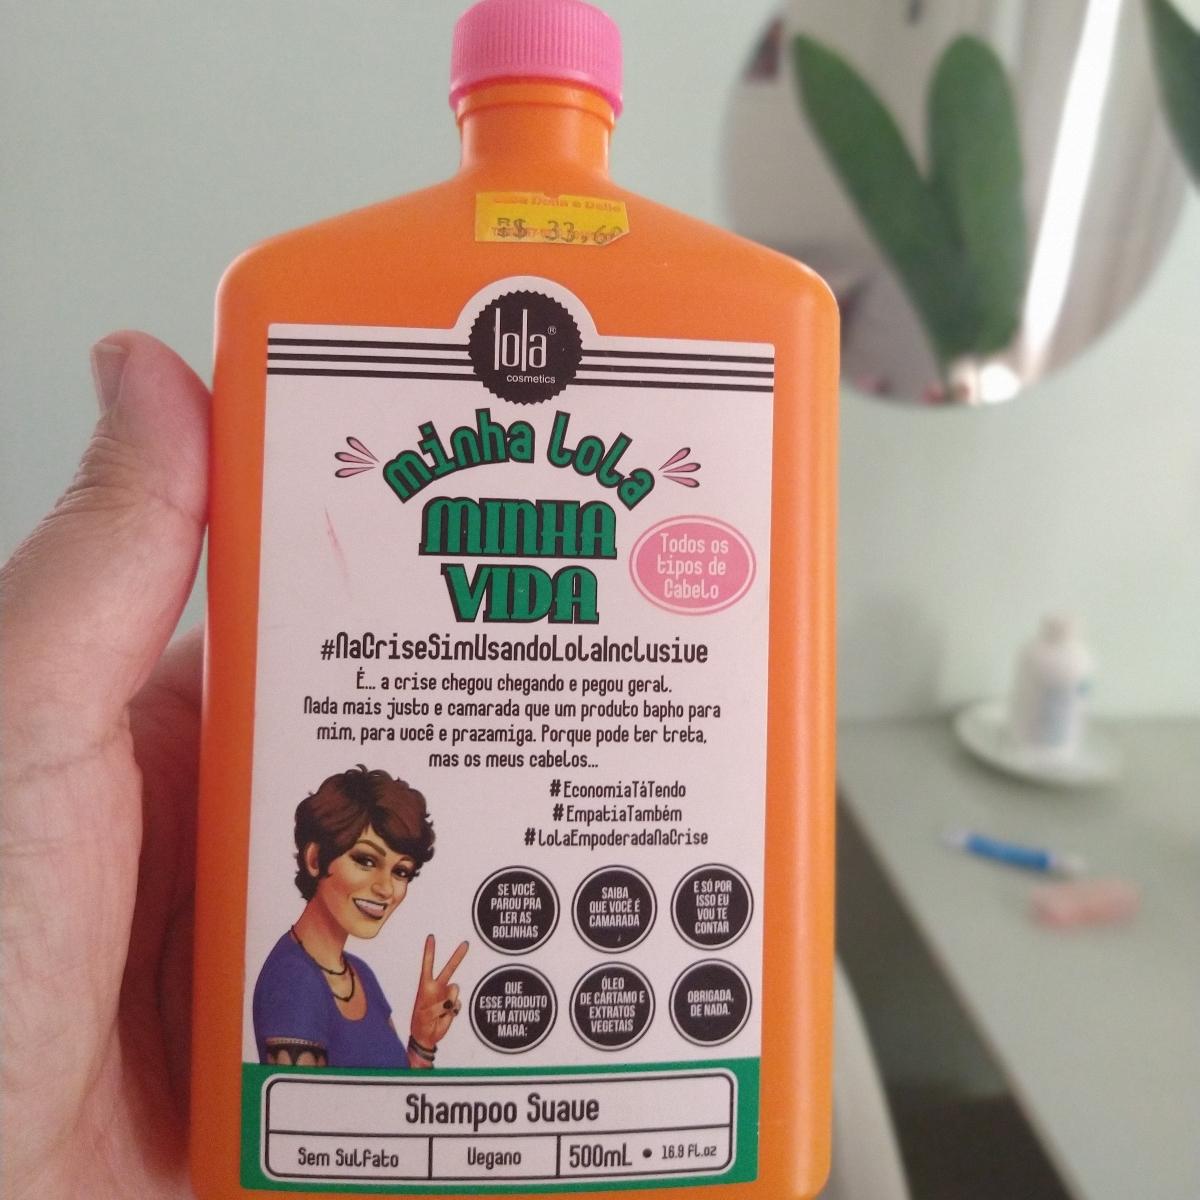 R$ 33,60
lola®
cosmetics
minha lola
MINHA
VIDA
Todos os
tipos de
Cabelo
#NaCriseSimUsandoLolaInclusive
É... a crise chegou chegando e pegou geral.
Nada mais justo e camarada que um produto bapho para
mim, para você e prazamiga. Porque pode ter treta,
mas os meus cabelos...
#EconomiaTáTendo
#EmpatiaTambém
#LolaEmpoderadaNaCrise
SE VOCÊ
PAROU PRA
LER AS
BOLINHAS
SAIBA
QUE VOCÊ É
CAMARADA
E SÓ POR
ISSO EU
VOU TE
CONTAR
QUE
ESSE PRODUTO
TEM ATIVOS
MARA:
ÓLEO
DE CÁRTAMO E
EXTRATOS
VEGETAIS
OBRIGADA,
DE NADA.
Shampoo Suave
Sem Sulfato
Vegano
500mL • 16.9 fl.oz